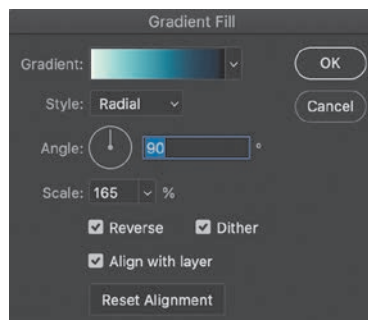 Gradient Fill
Gradient: OK
Style: Radial Cancel
Angle: 90 °
Scale: 165 %
Reverse Dither
Align with layer
Reset Alignment